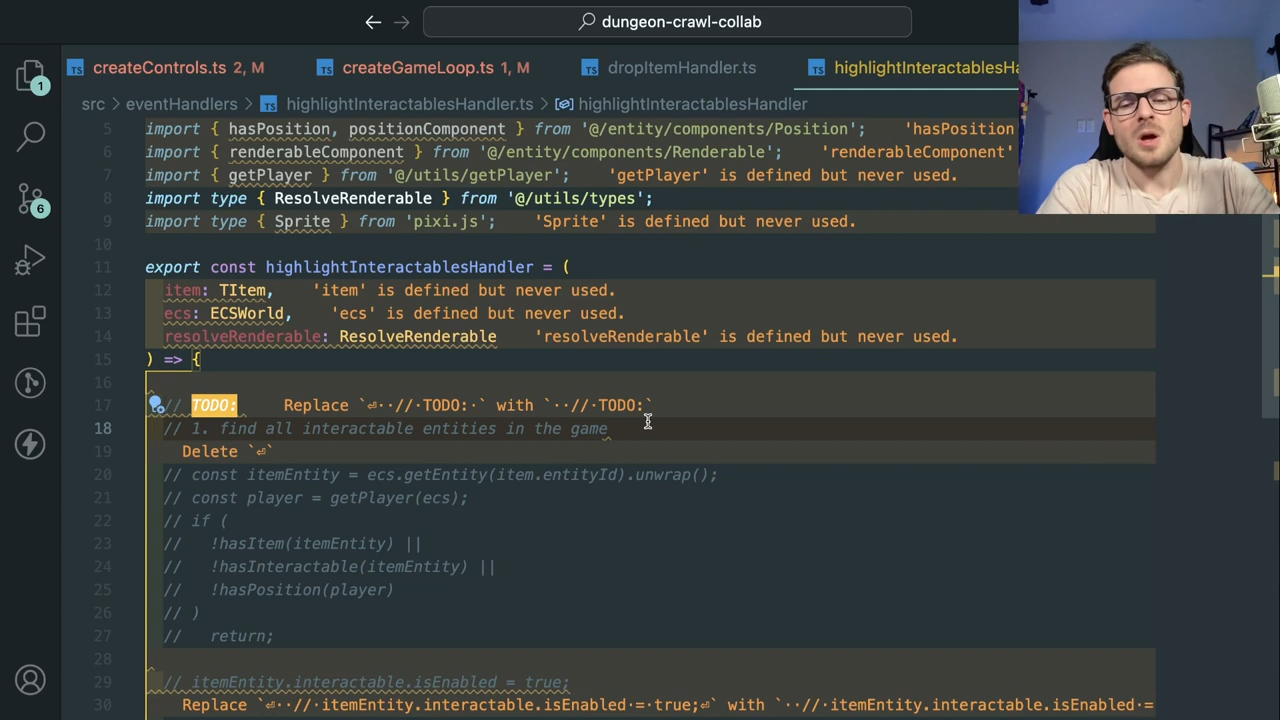 dungeon-crawl-collab
createControls.ts 2, M createGameLoop.ts 1, M dropItemHandler.ts highlightInteractablesHa
src › eventHandlers › highlightInteractablesHandler.ts › highlightInteractablesHandler
5 import { hasPosition, positionComponent } from '@/entity/components/Position'; 'hasPosition
6 import { renderableComponent } from '@/entity/components/Renderable'; 'renderableComponent'
7 import { getPlayer } from '@/utils/getPlayer'; 'getPlayer' is defined but never used.
8 import type { ResolveRenderable } from '@/utils/types';
9 import type { Sprite } from 'pixi.js'; 'Sprite' is defined but never used.
10
11 export const highlightInteractablesHandler = (
12 item: TItem, 'item' is defined but never used.
13 ecs: ECSWorld, 'ecs' is defined but never used.
14 resolveRenderable: ResolveRenderable 'resolveRenderable' is defined but never used.
15 ) => {
16
17 // TODO: Replace `⏎··//·TODO:·` with `··//·TODO:`
18 // 1. find all interactable entities in the game
19 Delete `⏎`
20 // const itemEntity = ecs.getEntity(item.entityId).unwrap();
21 // const player = getPlayer(ecs);
22 // if (
23 // !hasItem(itemEntity) ||
24 // !hasInteractable(itemEntity) ||
25 // !hasPosition(player)
26 // )
27 // return;
28
29 // itemEntity.interactable.isEnabled = true;
30 Replace `⏎··//·itemEntity.interactable.isEnabled·=·true;⏎` with `··//·itemEntity.interactable.isEnabled·=
1
6